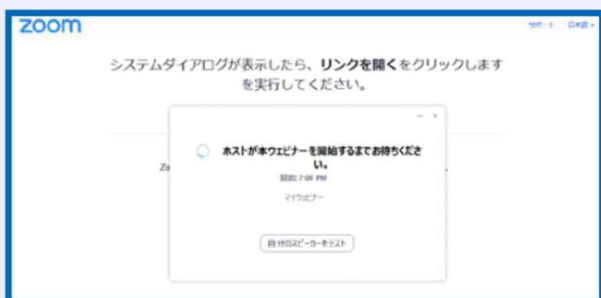 zoom
サポート 日本語
システムダイアログが表示したら、リンクを開くをクリックします
を実行してください。
ホストが本ウェビナーを開始するまでお待ちくださ
い。
Zo
開始: 7:00 PM
マイウェビナー
自分のスピーカーをテスト